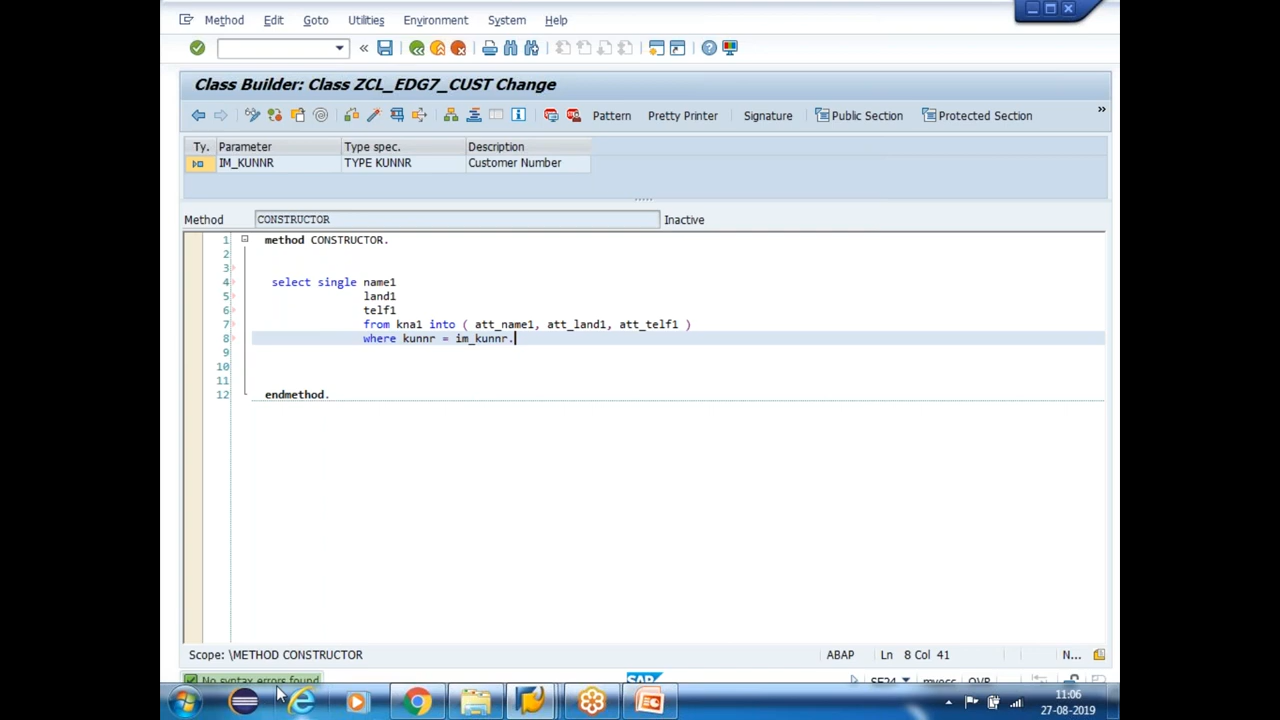 Method Edit Goto Utilities Environment System Help
Class Builder: Class ZCL_EDG7_CUST Change
Pattern Pretty Printer Signature Public Section Protected Section
Ty. Parameter Type spec. Description
IM_KUNNR TYPE KUNNR Customer Number
Method CONSTRUCTOR Inactive
1 method CONSTRUCTOR.
2
3
4 select single name1
5 land1
6 telf1
7 from kna1 into ( att_name1, att_land1, att_telf1 )
8 where kunnr = im_kunnr.
9
10
11
12 endmethod.
Scope: \METHOD CONSTRUCTOR ABAP Ln 8 Col 41 N...
No syntax errors found SAP SE24 OVR
11:06
27-08-2019